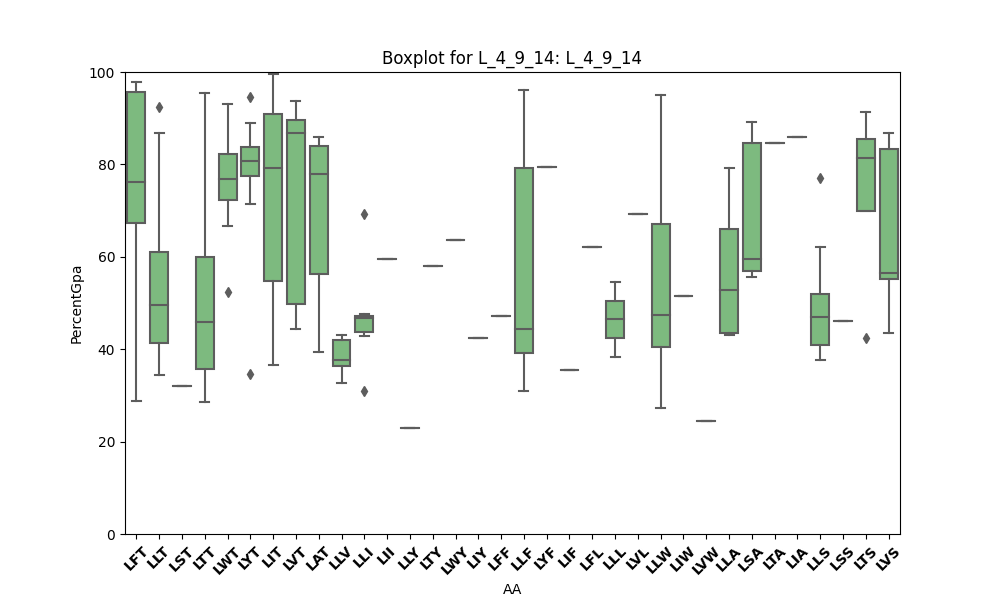 Boxplot for L_4_9_14: L_4_9_14
100
80
60
40
20
0
PercentGpa
LFT LLT LST LTT LWT LYT LIT LVT LAT LLV LLI LII LLY LTY LWY LIY LFF LLF LYF LIF LFL LLL LVL LLW LIW LVW LLA LSA LTA LIA LLS LSS LTS LVS
AA